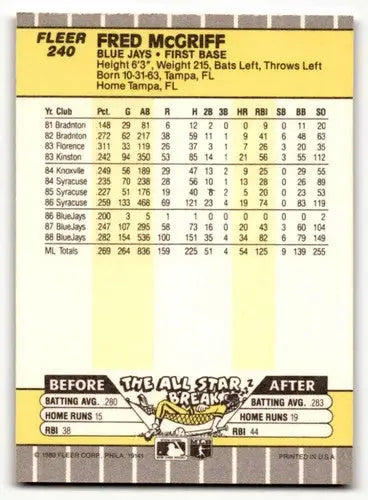 FLEER
240
FRED McGRIFF
BLUE JAYS • FIRST BASE
Height 6'3", Weight 215, Bats Left, Throws Left
Born 10-31-63, Tampa, FL
Home Tampa, FL
Yr. Club Pct. G AB R H 2B 3B HR RBI SB BB SO
81 Bradnton 148 29 81 6 12 2 0 0 9 0 11 20
82 Bradnton 272 62 217 38 59 11 1 9 41 6 48 63
83 Florence 311 33 119 26 37 3 1 7 26 3 20 35
83 Kinston 242 94 350 53 85 14 1 21 56 3 55 112
84 Knoxvlle 249 56 189 29 47 13 2 9 25 0 29 55
84 Syracuse 235 70 238 28 56 10 1 13 28 0 26 89
85 Syracuse 227 51 176 19 40 8 2 5 20 0 23 53
86 Syracuse 259 133 468 69 121 23 4 19 74 0 83 119
86 BlueJays 200 3 5 1 1 0 0 0 0 0 0 2
87 BlueJays 247 107 295 58 73 16 0 20 43 3 60 104
88 BlueJays 282 154 536 100 151 35 4 34 82 6 79 149
ML Totals 269 264 836 159 225 51 4 54 125 9 139 255
BEFORE THE ALL STAR BREAK AFTER
BATTING AVG. .280 BATTING AVG. .283
HOME RUNS 15 HOME RUNS 19
RBI 38 RBI 44
© 1989 FLEER CORP., PHILA. 19141 PRINTED IN U.S.A.